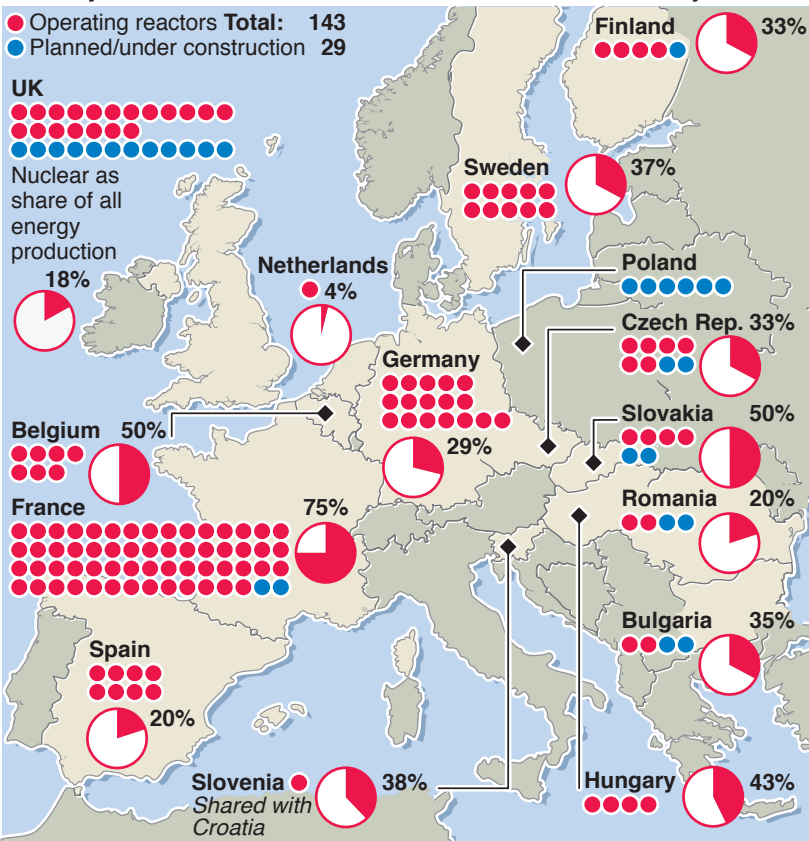 Operating reactors Total: 143
Planned/under construction 29
UK
Nuclear as
share of all
energy
production
18%
Finland
33%
Sweden
37%
Netherlands
4%
Poland
Czech Rep. 33%
Germany
29%
Slovakia
50%
Belgium
50%
France
75%
Romania
20%
Bulgaria
35%
Spain
20%
Slovenia
38%
Shared with
Croatia
Hungary
43%